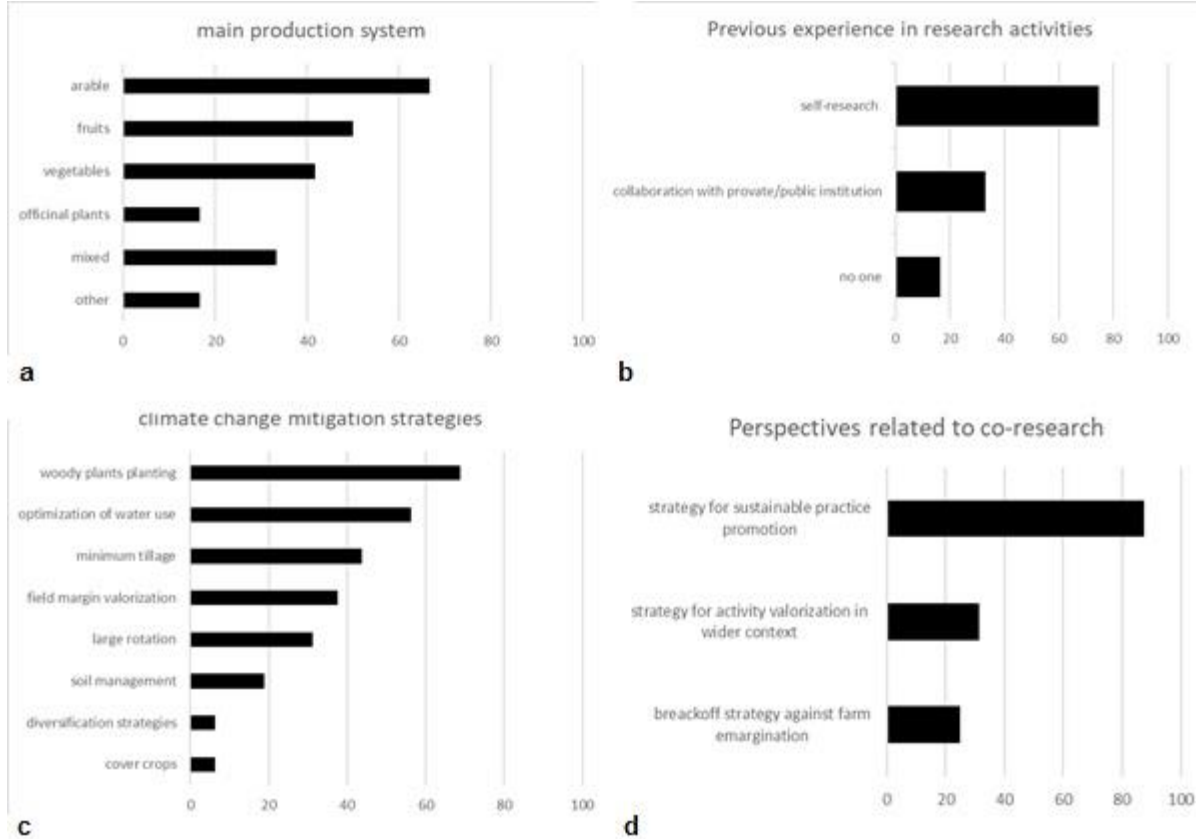 main production system
arable
fruits
vegetables
officinal plants
mixed
other
0 20 40 60 80 100
a
Previous experience in research activities
self-research
collaboration with provate/public institution
no one
0 20 40 60 80 100
b
climate change mitigation strategies
woody plants planting
optimization of water use
minimum tillage
field margin valorization
large rotation
soil management
diversification strategies
cover crops
0 20 40 60 80 100
c
Perspectives related to co-research
strategy for sustainable practice
promotion
strategy for activity valorization in
wider context
breackoff strategy against farm
emargination
0 20 40 60 80 100
d